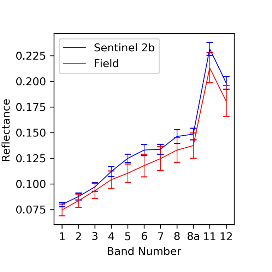 Sentinel 2b
Field
0.225
0.200
0.175
0.150
0.125
0.100
0.075
Reflectance
1 2 3 4 5 6 7 8 8a 11 12
Band Number